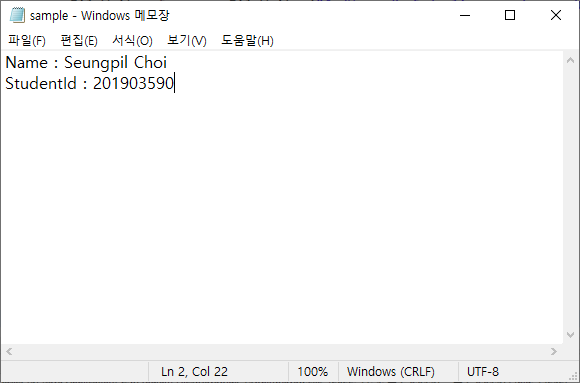 sample - Windows 메모장
파일(F) 편집(E) 서식(O) 보기(V) 도움말(H)
Name : Seungpil Choi
StudentId : 201903590
Ln 2, Col 22 100% Windows (CRLF) UTF-8